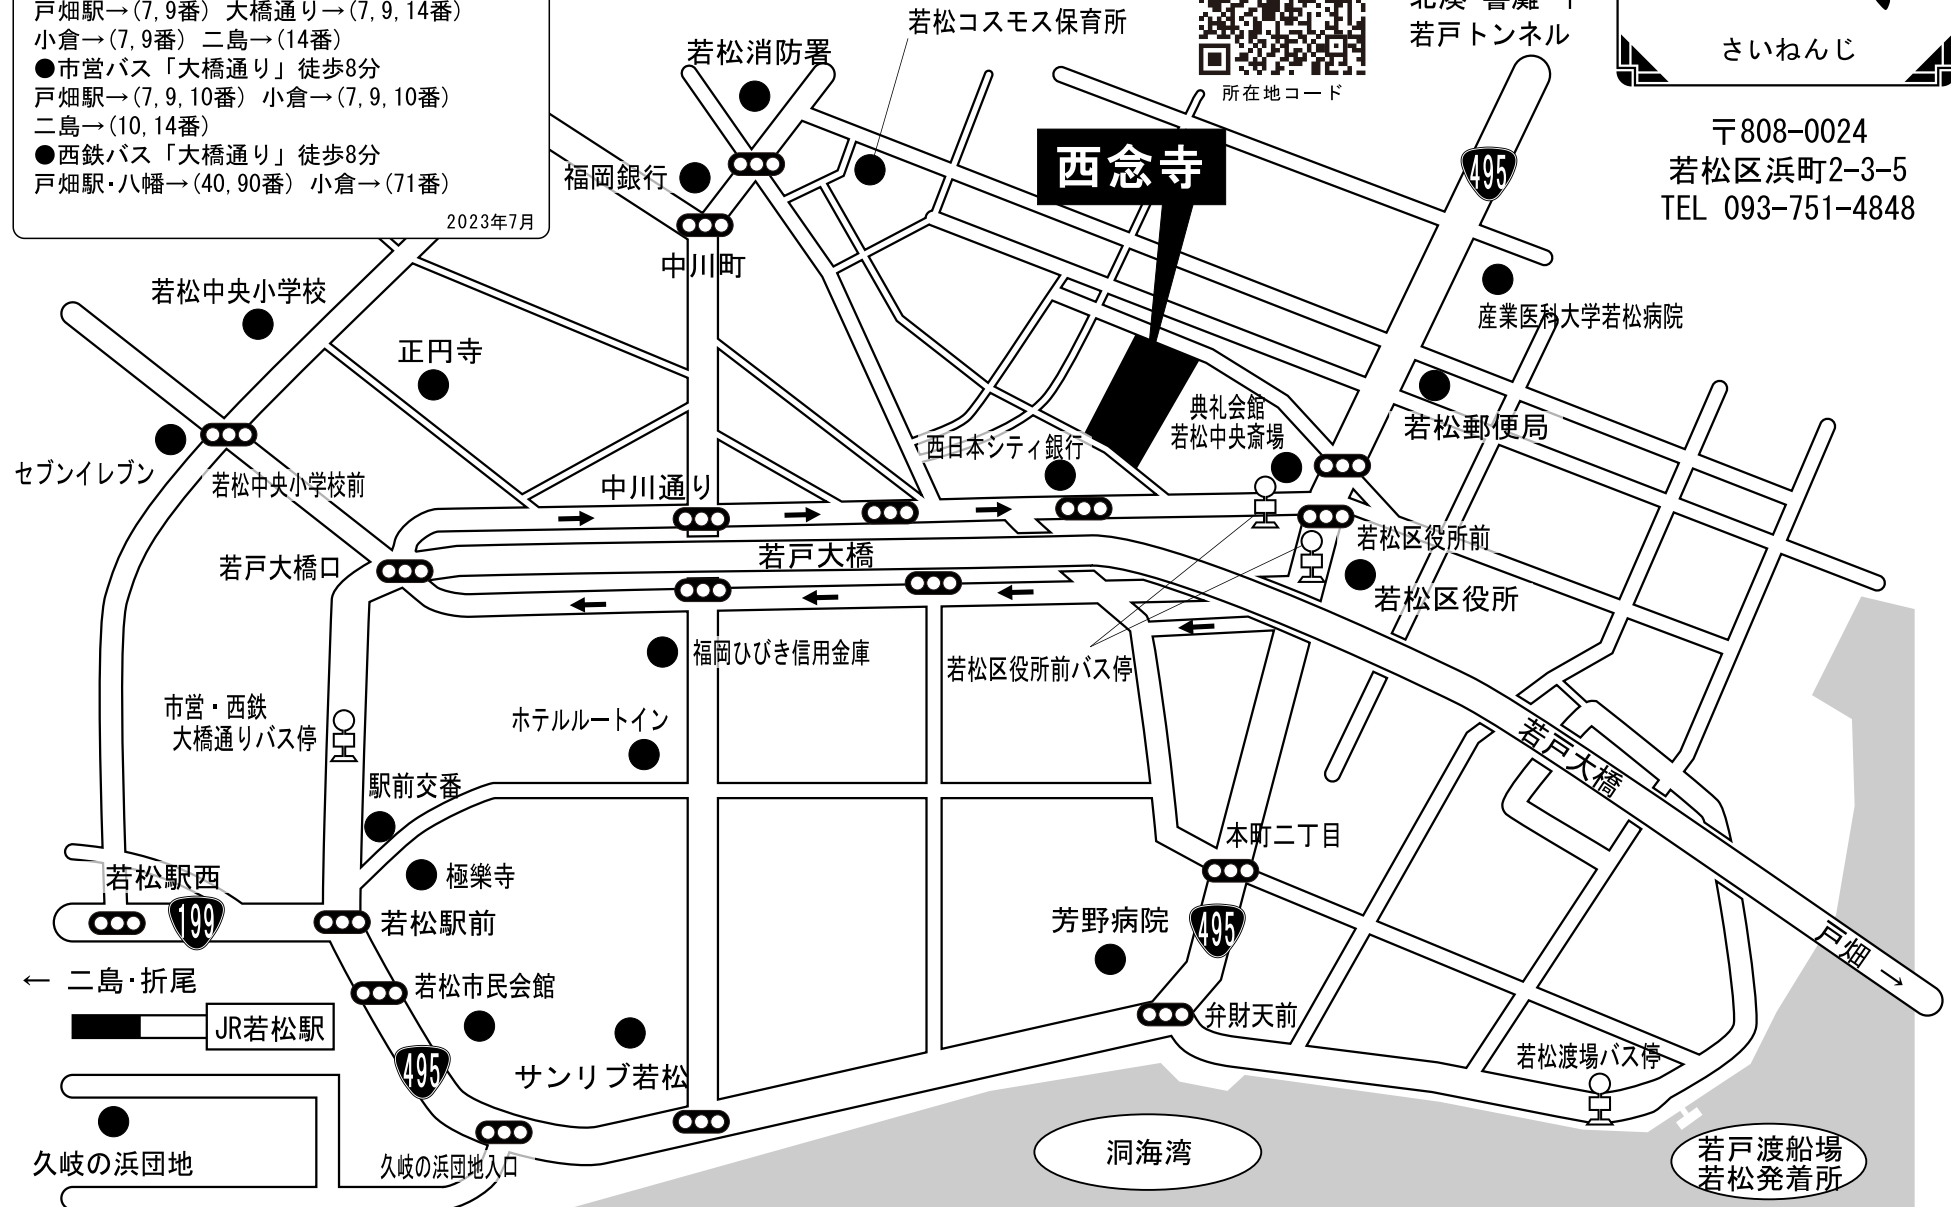 戸畑駅→(7,9番) 大橋通り→(7,9,14番)
小倉→(7,9番) 二島→(14番)
●市営バス「大橋通り」徒歩8分
戸畑駅→(7,9,10番) 小倉→(7,9,10番)
二島→(10,14番)
●西鉄バス「大橋通り」徒歩8分
戸畑駅・八幡→(40,90番) 小倉→(71番)
2023年7月
若松消防署
若松コスモス保育所
所在地コード
若戸トンネル
さいねんじ
〒808-0024
若松区浜町2-3-5
TEL 093-751-4848
西念寺
495
福岡銀行
中川町
若松中央小学校
正円寺
産業医科大学若松病院
典礼会館
若松中央斎場
若松郵便局
西日本シティ銀行
セブンイレブン
若松中央小学校前
中川通り
若松区役所前
若戸大橋口
若戸大橋
若松区役所
福岡ひびき信用金庫
若松区役所前バス停
市営・西鉄
大橋通りバス停
ホテルルートイン
若戸大橋
駅前交番
本町二丁目
若松駅西
極樂寺
199
若松駅前
芳野病院
495
戸畑→
← 二島・折尾
若松市民会館
弁財天前
JR若松駅
495
サンリブ若松
若松渡場バス停
久岐の浜団地
久岐の浜団地入口
洞海湾
若戸渡船場
若松発着所